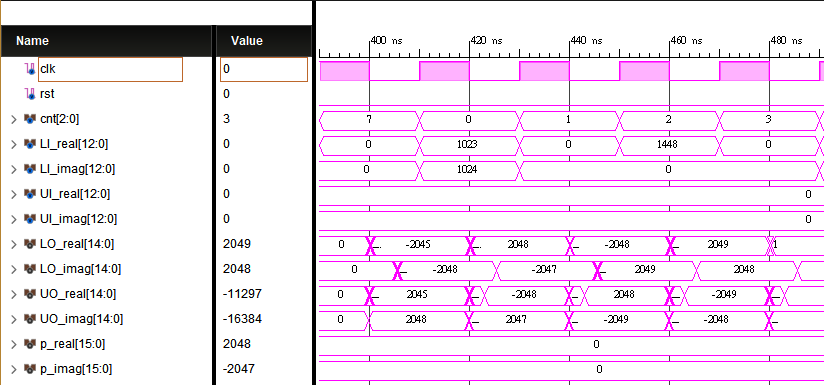 Name Value
400 ns 420 ns 440 ns 460 ns 480 ns
clk 0
rst 0
cnt[2:0] 3 7 0 1 2 3
LI_real[12:0] 0 0 1023 0 1448 0
LI_imag[12:0] 0 0 1024 0
UI_real[12:0] 0 0
UI_imag[12:0] 0 0
LO_real[14:0] 2049 0 -2045 2048 -2048 2049
LO_imag[14:0] 2048 0 -2048 -2047 2049 2048
UO_real[14:0] -11297 0 2045 -2048 2048 -2049
UO_imag[14:0] -16384 0 2048 2047 -2049 -2048
p_real[15:0] 2048 0
p_imag[15:0] -2047 0